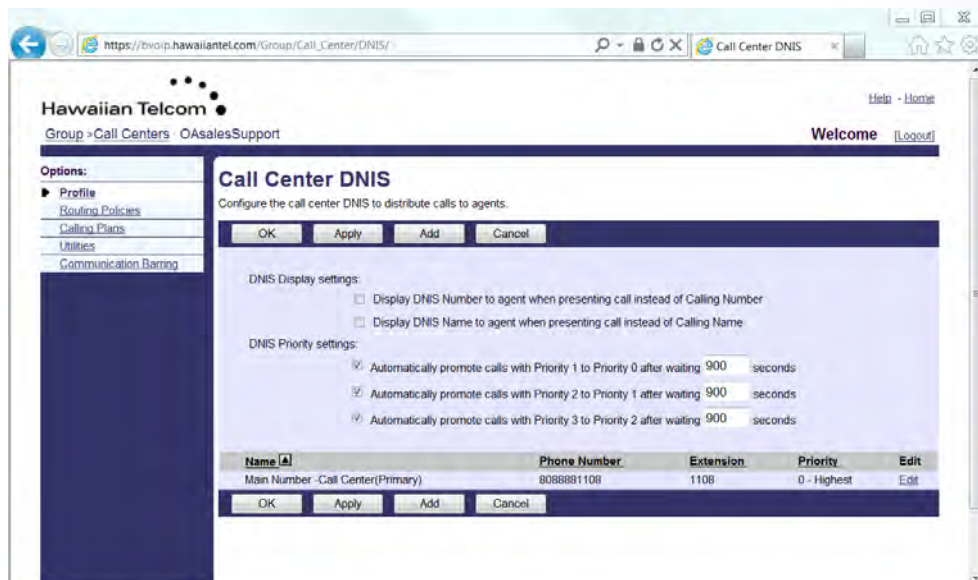 https://bvoip.hawaiiantel.com/Group/Call_Center/DNIS/
Call Center DNIS
Hawaiian Telcom
Help - Home
Group >Call Centers : OAsalesSupport
Welcome [Logout]
Options:
Profile
Routing Policies
Calling Plans
Utilities
Communication Barring
Call Center DNIS
Configure the call center DNIS to distribute calls to agents.
OK Apply Add Cancel
DNIS Display settings:
Display DNIS Number to agent when presenting call instead of Calling Number
Display DNIS Name to agent when presenting call instead of Calling Name
DNIS Priority settings:
Automatically promote calls with Priority 1 to Priority 0 after waiting 900 seconds
Automatically promote calls with Priority 2 to Priority 1 after waiting 900 seconds
Automatically promote calls with Priority 3 to Priority 2 after waiting 900 seconds
Name Phone Number Extension Priority Edit
Main Number -Call Center(Primary) 8088881108 1108 0 - Highest Edit
OK Apply Add Cancel